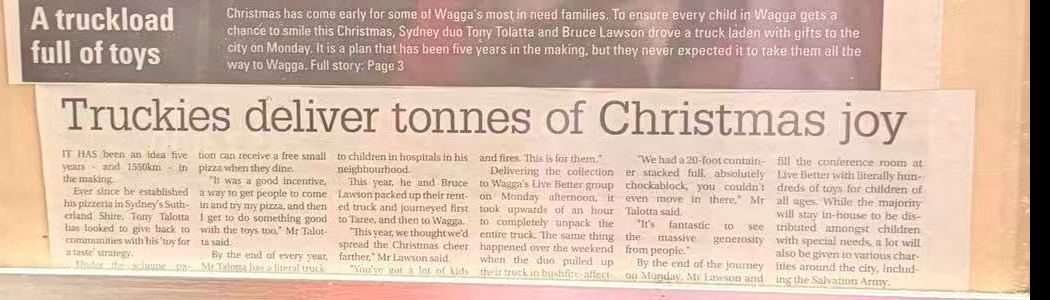 A truckload
full of toys
Christmas has come early for some of Wagga's most in need families. To ensure every child in Wagga gets a
chance to smile this Christmas, Sydney duo Tony Tolatta and Bruce Lawson drove a truck laden with gifts to the
city on Monday. It is a plan that has been five years in the making, but they never expected it to take them all the
way to Wagga. Full story: Page 3
Truckies deliver tonnes of Christmas joy
IT HAS been an idea five
years - and 1550km - in
the making.
Ever since he established
his pizzeria in Sydney's Suth-
erland Shire, Tony Talotta
has looked to give back to
communities with his 'toy for
a taste' strategy.
Under the scheme, pa-
tion can receive a free small
pizza when they dine.
"It was a good incentive,
a way to get people to come
in and try my pizza, and then
I get to do something good
with the toys too," Mr Talot-
ta said.
By the end of every year,
Mr Talotta has a literal truck
to children in hospitals in his
neighbourhood.
This year, he and Bruce
Lawson packed up their rent-
ed truck and journeyed first
to Taree, and then to Wagga.
"This year, we thought we'd
spread the Christmas cheer
farther," Mr Lawson said.
"You've got a lot of kids
and fires. This is for them."
Delivering the collection
to Wagga's Live Better group
on Monday afternoon, it
took upwards of an hour
to completely unpack the
entire truck. The same thing
happened over the weekend
when the duo pulled up
their truck in bushfire-affect-
"We had a 20-foot contain-
er stacked full, absolutely
chockablock, you couldn't
even move in there," Mr
Talotta said.
"It's fantastic to see
the massive generosity
from people."
By the end of the journey
on Monday, Mr Lawson and
fill the conference room at
Live Better with literally hun-
dreds of toys for children of
all ages. While the majority
will stay in-house to be dis-
tributed amongst children
with special needs, a lot will
also be given to various char-
ities around the city, includ-
ing the Salvation Army.